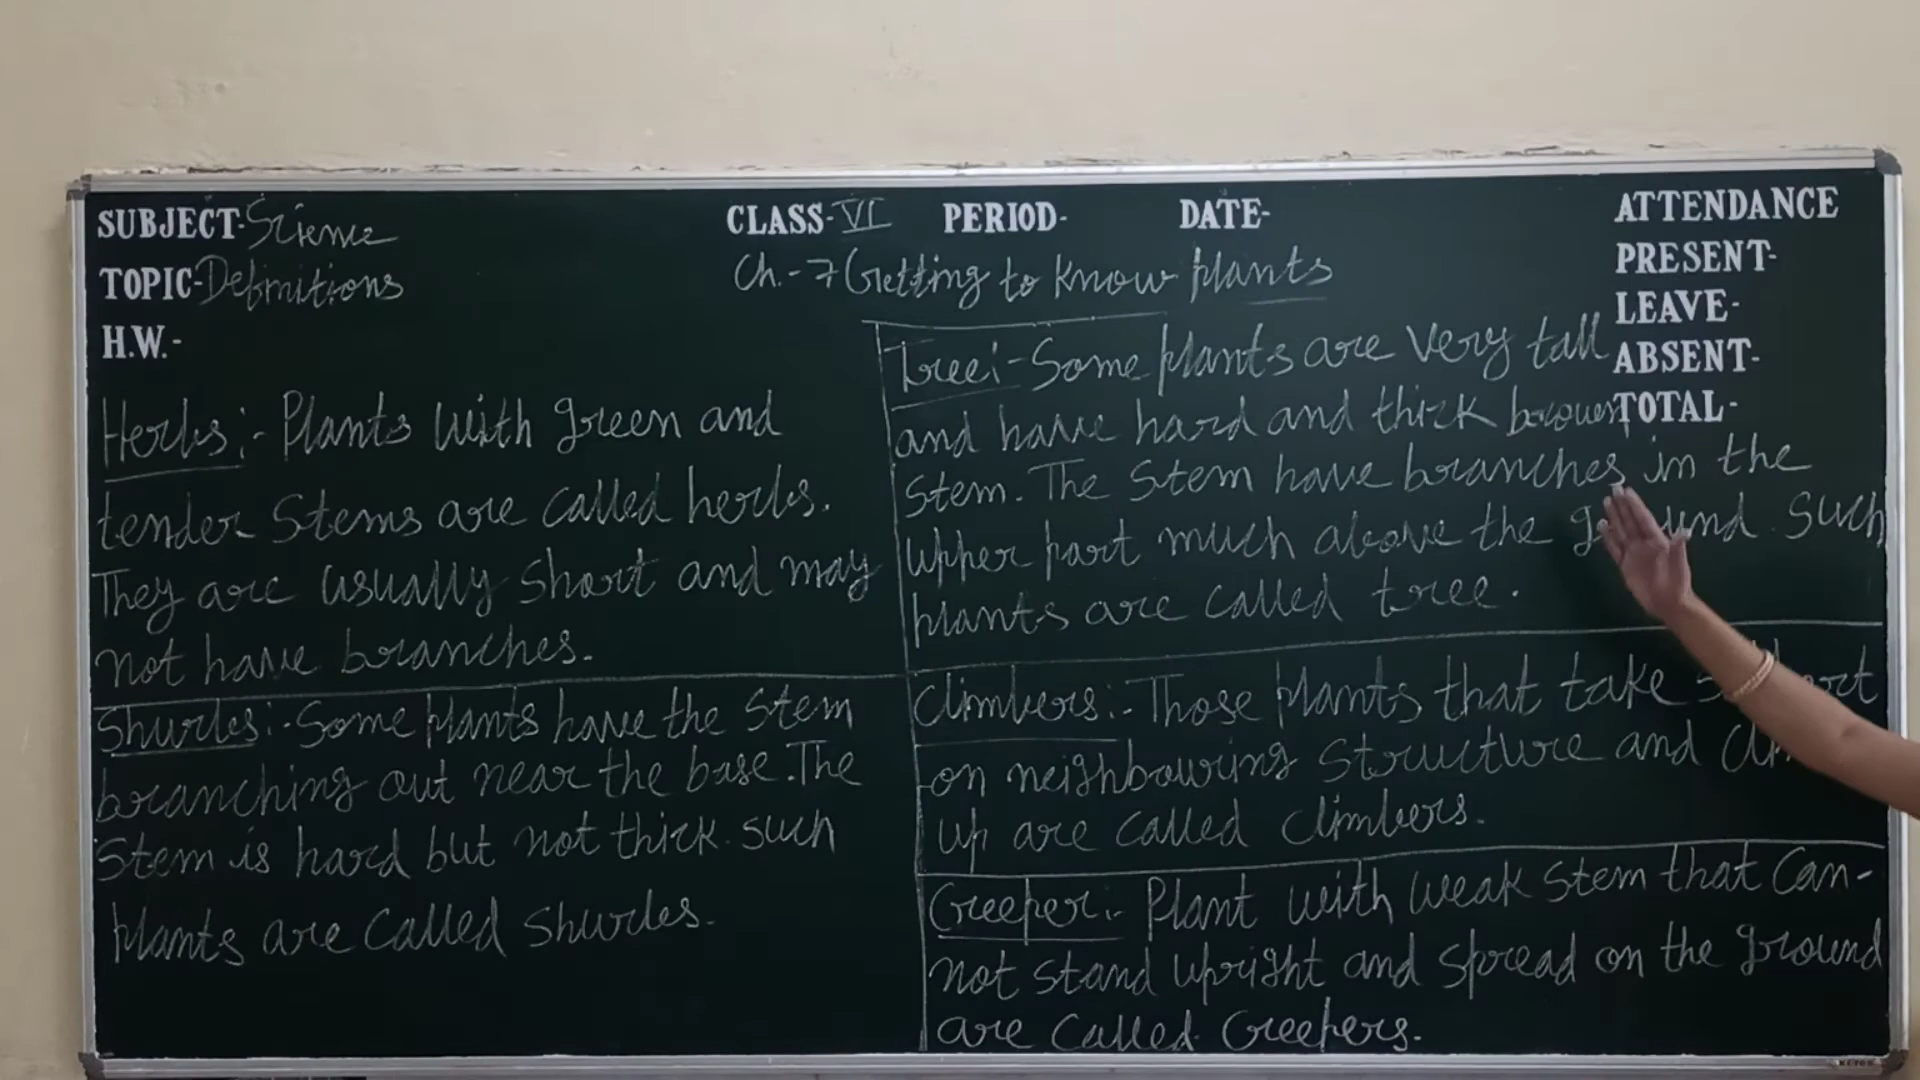 SUBJECT-Science
TOPIC-Definitions
H.W.-
CLASS-VI PERIOD- DATE-
Ch.-7 Getting to know plants
ATTENDANCE
PRESENT-
LEAVE-
ABSENT-
TOTAL-
Herbs:- Plants with green and
tender stems are called herbs.
They are usually short and may
not have branches.
Shurbs:-Some plants have the stem
branching out near the base.The
stem is hard but not thick. such
plants are called shurbs.
Tree:-Some plants are very tall
and have hard and thick brown
stem. The stem have branches in the
upper part much above the such
plants are called tree.
Climbers:-Those plants that take
on neighbouring structure and
up are called climbers.
Creeper:- Plant with weak stem that can-
not stand upright and spread on the ground
are called Creepers.